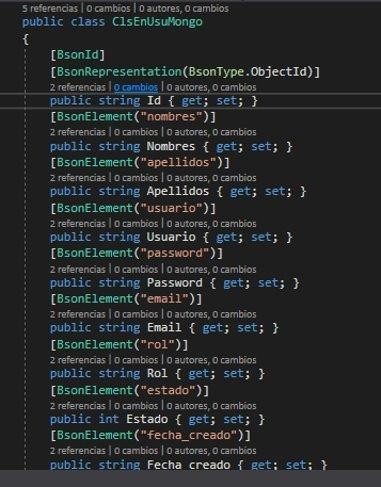 5 referencias | 0 cambios | 0 autores, 0 cambios
public class ClsEnUsuMongo
{
[BsonId]
[BsonRepresentation(BsonType.ObjectId)]
2 referencias | 0 cambios | 0 autores, 0 cambios
public string Id { get; set; }
[BsonElement("nombres")]
2 referencias | 0 cambios | 0 autores, 0 cambios
public string Nombres { get; set; }
[BsonElement("apellidos")]
2 referencias | 0 cambios | 0 autores, 0 cambios
public string Apellidos { get; set; }
[BsonElement("usuario")]
2 referencias | 0 cambios | 0 autores, 0 cambios
public string Usuario { get; set; }
[BsonElement("password")]
2 referencias | 0 cambios | 0 autores, 0 cambios
public string Password { get; set; }
[BsonElement("email")]
2 referencias | 0 cambios | 0 autores, 0 cambios
public string Email { get; set; }
[BsonElement("rol")]
2 referencias | 0 cambios | 0 autores, 0 cambios
public string Rol { get; set; }
[BsonElement("estado")]
2 referencias | 0 cambios | 0 autores, 0 cambios
public int Estado { get; set; }
[BsonElement("fecha_creado")]
2 referencias | 0 cambios | 0 autores, 0 cambios
public string Fecha_creado { get; set; }